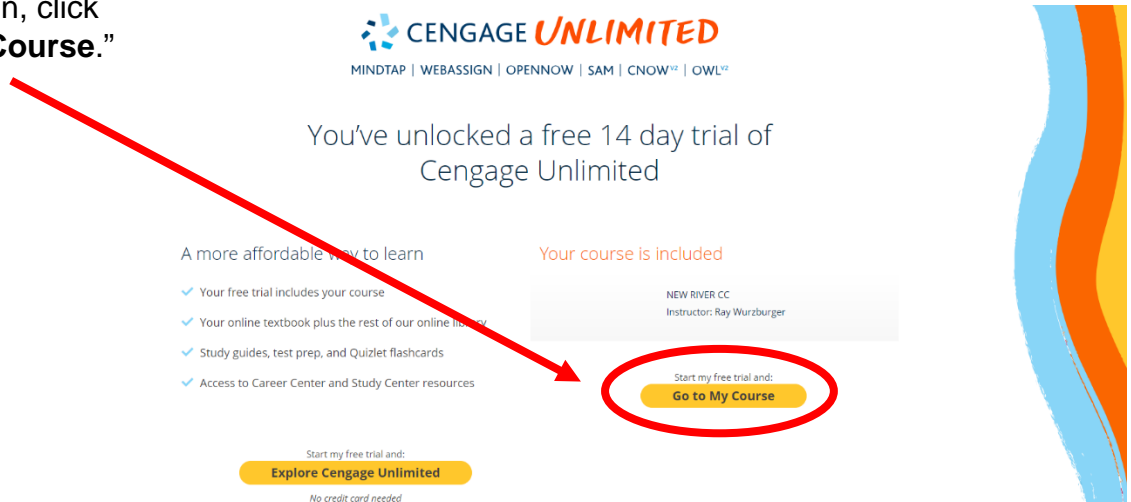 n, click
Course.”
CENGAGE UNLIMITED
MINDTAP | WEBASSIGN | OPENNOW | SAM | CNOWV2 | OWLV2
You’ve unlocked a free 14 day trial of
Cengage Unlimited
A more affordable way to learn
Your free trial includes your course
Your online textbook plus the rest of our online library
Study guides, test prep, and Quizlet flashcards
Access to Career Center and Study Center resources
Start my free trial and:
Explore Cengage Unlimited
No credit card needed
Your course is included
NEW RIVER CC
Instructor: Ray Wurzburger
Start my free trial and:
Go to My Course